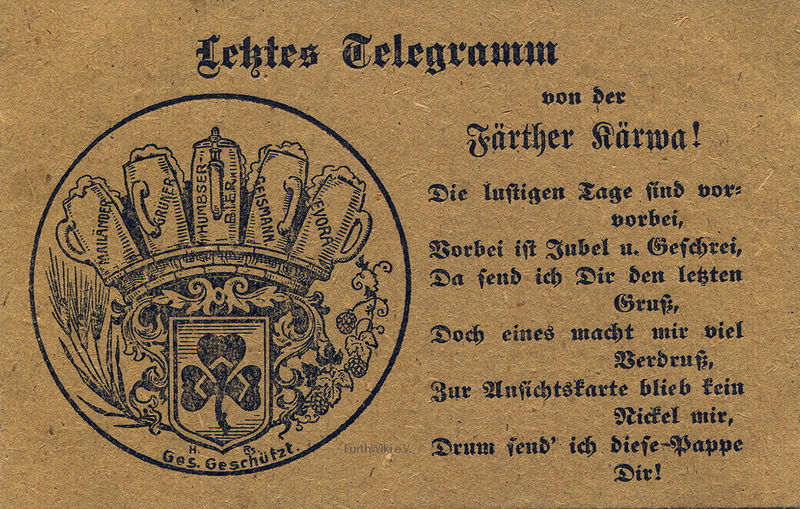 Letztes Telegramm
von der
Färther Kärwa!
MAILÄNDER
GRÜNER
HUMBSER-
BIER
GEISMANN
EVORA
Die lustigen Tage sind vor-
vorbei,
Vorbei ist Jubel u. Geschrei,
Da send ich Dir den letzten
Gruß,
Doch eines macht mir viel
Verdruß,
Zur Ansichtskarte blieb kein
Nickel mir,
Drum send' ich diese Pappe
Dir!
H. Rs.
Ges. Geschützt.
FürthWiki e.V.